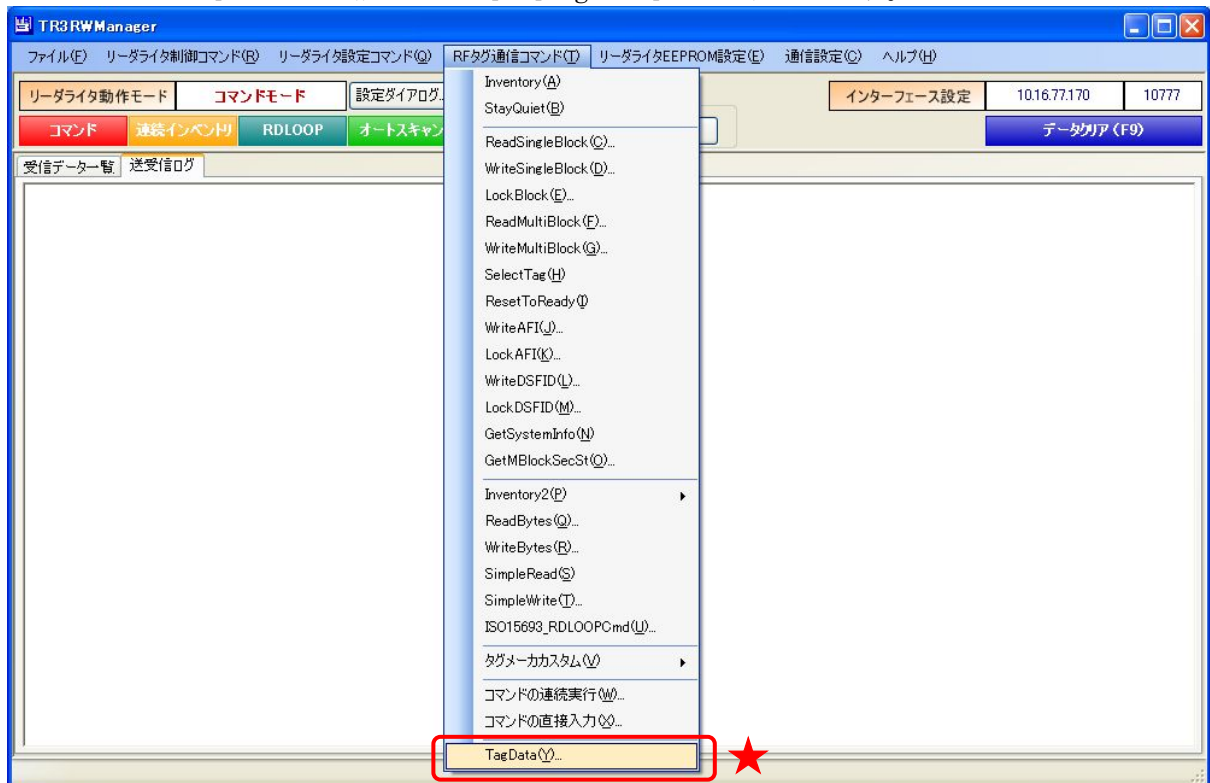 TR3RWManager
ファイル(F) リーダライタ制御コマンド(R) リーダライタ設定コマンド(Q) RFタグ通信コマンド(T) リーダライタEEPROM設定(E) 通信設定(C) ヘルプ(H)
リーダライタ動作モード コマンドモード 設定ダイアログ インターフェース設定 10.16.77.170 10777
コマンド 連続インベントリ RDLOOP オートスキャン データクリア(F9)
受信データ一覧 送受信ログ
Inventory(A)
StayQuiet(B)
ReadSingleBlock(C)...
WriteSingleBlock(D)...
LockBlock(E)...
ReadMultiBlock(F)...
WriteMultiBlock(G)...
SelectTag(H)
ResetToReady(I)
WriteAFI(J)...
LockAFI(K)...
WriteDSFID(L)...
LockDSFID(M)...
GetSystemInfo(N)
GetMBlockSecSt(O)...
Inventory2(P)
ReadBytes(Q)...
WriteBytes(R)...
SimpleRead(S)
SimpleWrite(T)...
ISO15693_RDLOOPCmd(U)...
タグメーカカスタム(V)
コマンドの連続実行(W)...
コマンドの直接入力(X)...
TagData(Y)...